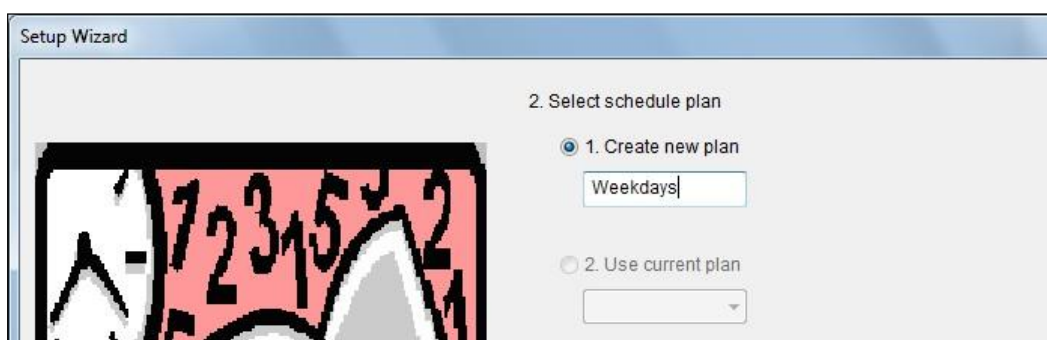 Setup Wizard
2. Select schedule plan
1. Create new plan
Weekdays
2. Use current plan